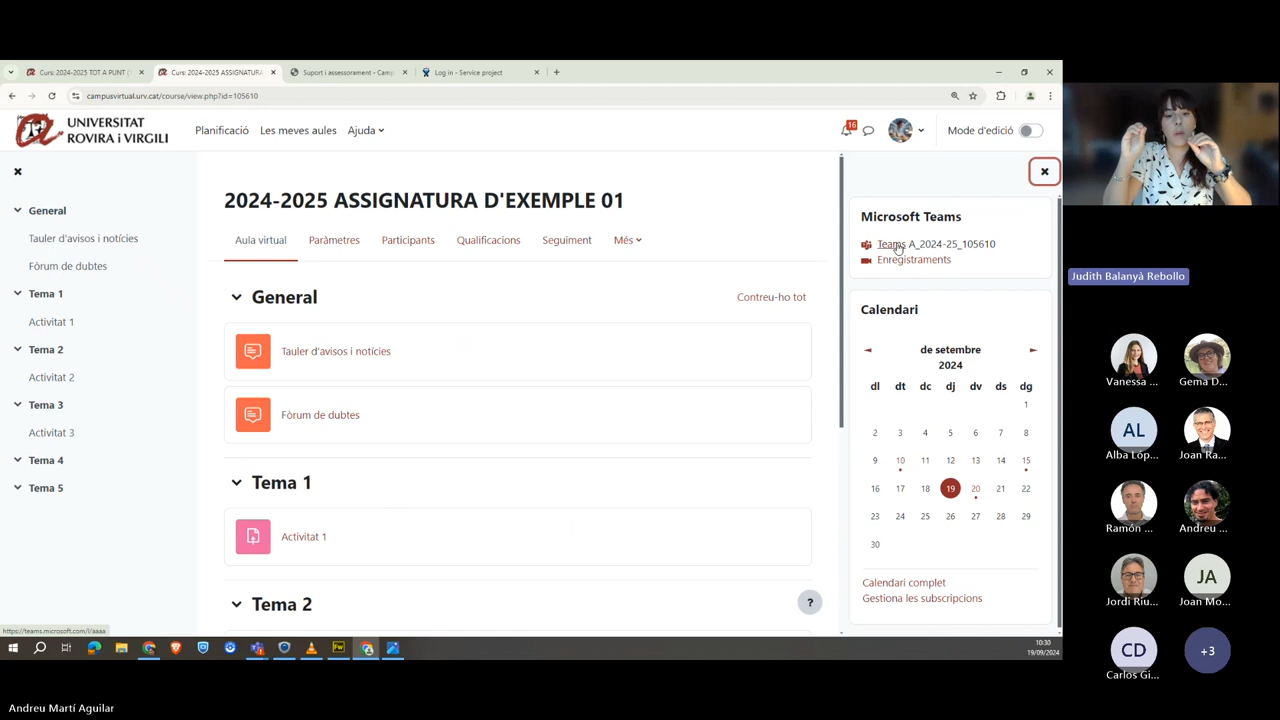 Curs: 2024-2025 TOT A PUNT (
Curs: 2024-2025 ASSIGNATURA
Suport i assessorament - Camp
Log in - Service project
campusvirtual.urv.cat/course/view.php?id=105610
UNIVERSITAT
ROVIRA i VIRGILI
Planificació
Les meves aules
Ajuda
16
Mode d'edició
General
Tauler d'avisos i notícies
Fòrum de dubtes
Tema 1
Activitat 1
Tema 2
Activitat 2
Tema 3
Activitat 3
Tema 4
Tema 5
2024-2025 ASSIGNATURA D'EXEMPLE 01
Aula virtual
Paràmetres
Participants
Qualificacions
Seguiment
Més
General
Contreu-ho tot
Tauler d'avisos i notícies
Fòrum de dubtes
Tema 1
Activitat 1
Tema 2
?
Microsoft Teams
Teams A_2024-25_105610
Enregistraments
Calendari
de setembre
2024
dl dt dc dj dv ds dg
1
2 3 4 5 6 7 8
9 10 11 12 13 14 15
16 17 18 19 20 21 22
23 24 25 26 27 28 29
30
Calendari complet
Gestiona les subscripcions
https://teams.microsoft.com/l/aaaa
Fw
10:30
19/09/2024
Judith Balanyà Rebollo
Vanessa ...
Gema D...
AL
Alba Lóp...
Joan Ra...
Ramón ...
Andreu ...
Jordi Riu...
JA
Joan Mo...
CD
Carlos Gi...
+3
Andreu Martí Aguilar